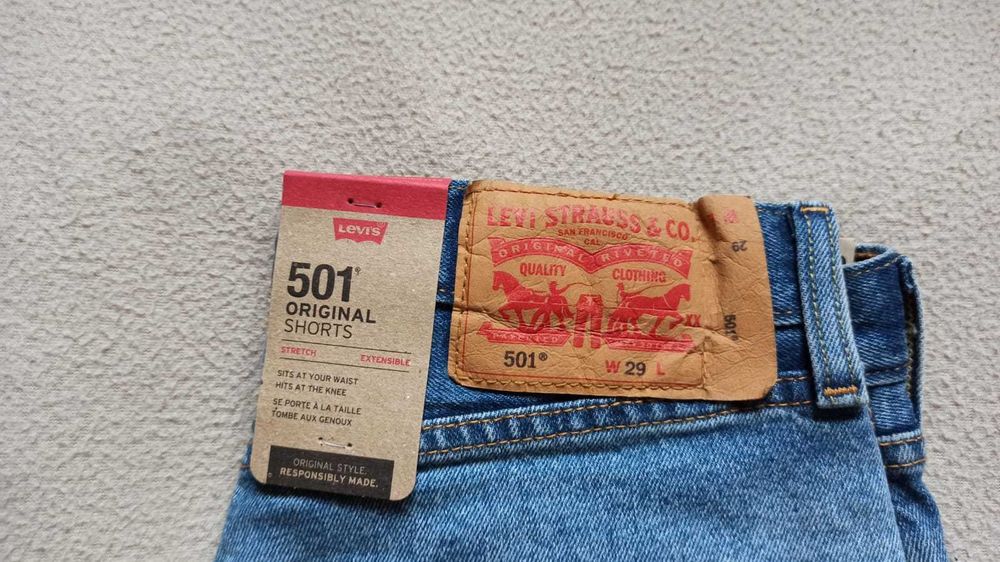 Levi's
501®
ORIGINAL
SHORTS
STRETCH EXTENSIBLE
SITS AT YOUR WAIST
HITS AT THE KNEE
SE PORTE À LA TAILLE
TOMBE AUX GENOUX
ORIGINAL STYLE.
RESPONSIBLY MADE.
LEVI STRAUSS & CO.
SAN FRANCISCO
CAL
ORIGINAL RIVETED
QUALITY CLOTHING
XX
501® W 29 L
29
501®